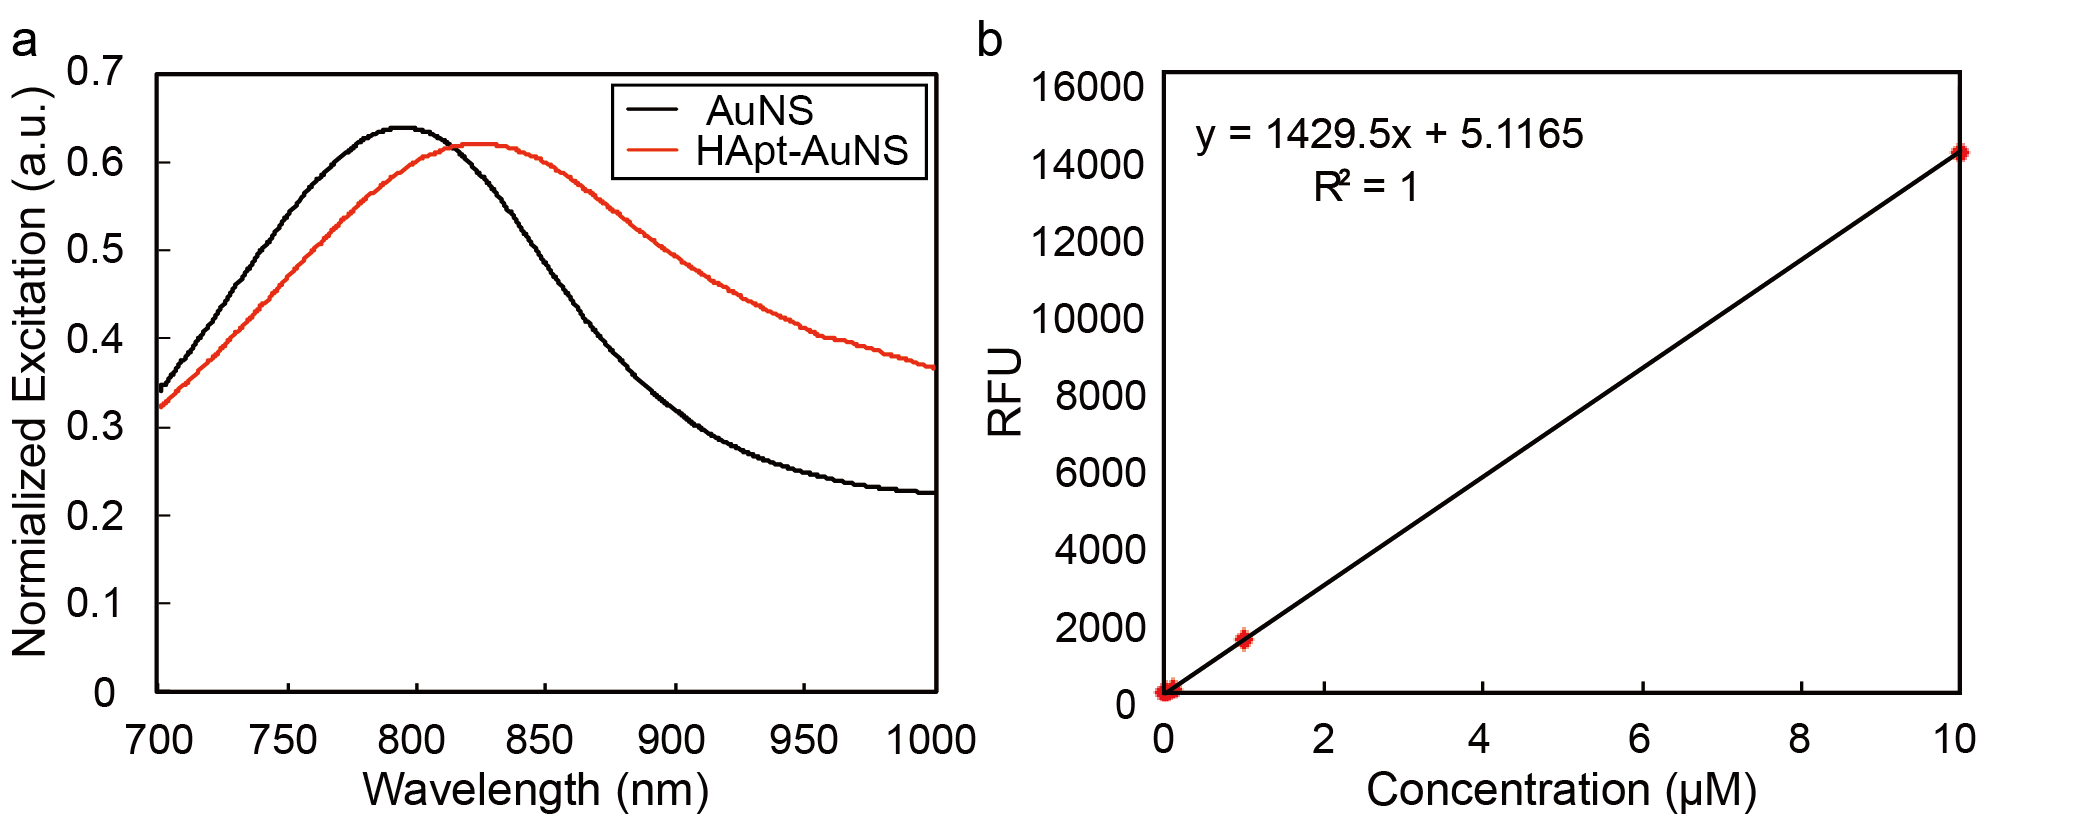 a
0.7
0.6
0.5
0.4
0.3
0.2
0.1
0
Normialized Excitation (a.u.)
AuNS
HApt-AuNS
700 750 800 850 900 950 1000
Wavelength (nm)
b
16000
14000
12000
10000
8000
6000
4000
2000
0
RFU
y = 1429.5x + 5.1165
R² = 1
0 2 4 6 8 10
Concentration (µM)